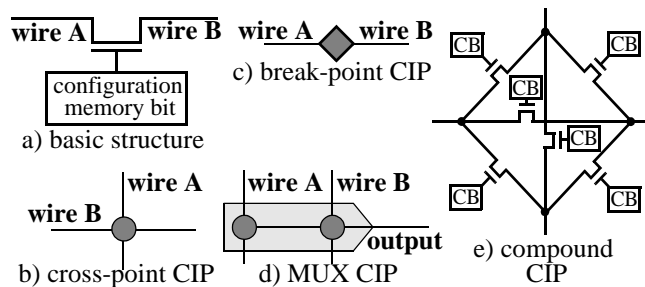 wire A
wire B
configuration
memory bit
a) basic structure
wire A
wire B
c) break-point CIP
wire A
wire B
b) cross-point CIP
wire A
wire B
output
d) MUX CIP
CB
CB
CB
CB
CB
CB
e) compound
CIP